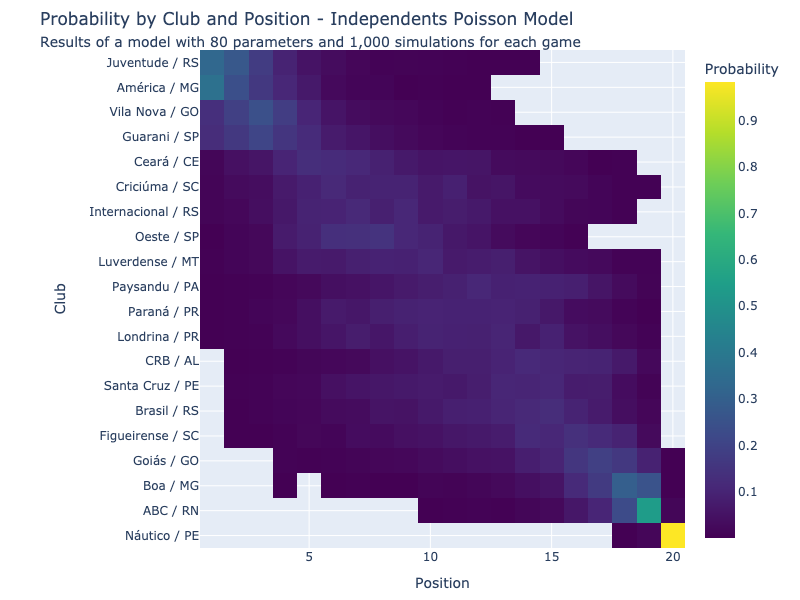 Probability by Club and Position - Independents Poisson Model
Results of a model with 80 parameters and 1,000 simulations for each game
Probability
Juventude / RS
América / MG
Vila Nova / GO
Guarani / SP
Ceará / CE
Criciúma / SC
Internacional / RS
Oeste / SP
Luverdense / MT
Paysandu / PA
Paraná / PR
Londrina / PR
CRB / AL
Santa Cruz / PE
Brasil / RS
Figueirense / SC
Goiás / GO
Boa / MG
ABC / RN
Náutico / PE
Club
5
10
15
20
Position
0.9
0.8
0.7
0.6
0.5
0.4
0.3
0.2
0.1